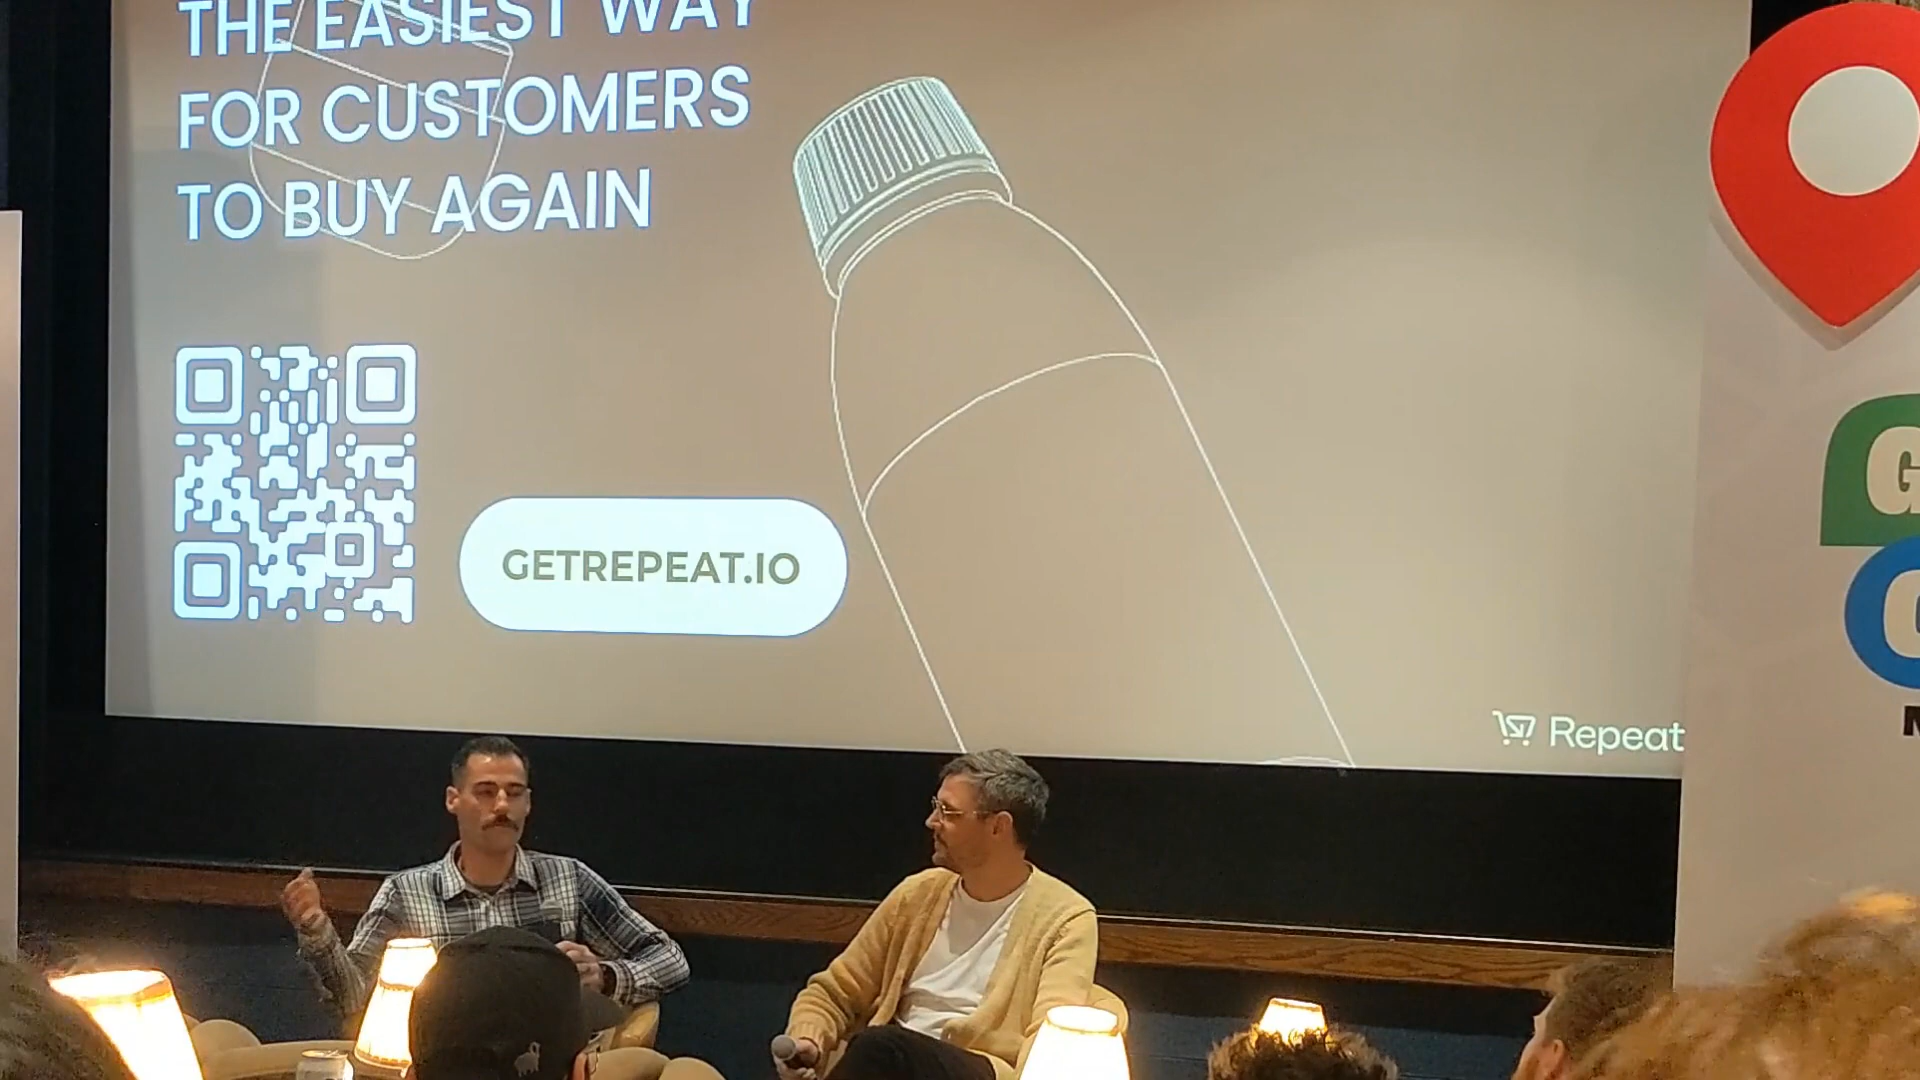 THE EASIEST WAY
FOR CUSTOMERS
TO BUY AGAIN
GETREPEAT.IO
Repeat
G